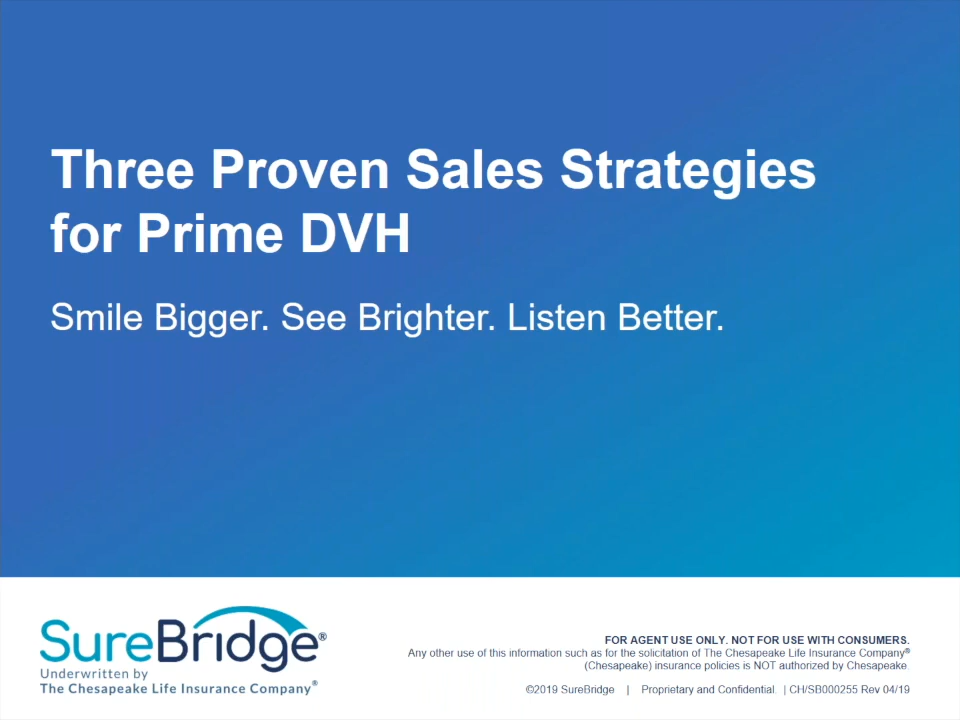 Three Proven Sales Strategies
for Prime DVH
Smile Bigger. See Brighter. Listen Better.
SureBridge®
Underwritten by
The Chesapeake Life Insurance Company®
FOR AGENT USE ONLY. NOT FOR USE WITH CONSUMERS.
Any other use of this information such as for the solicitation of The Chesapeake Life Insurance Company®
(Chesapeake) insurance policies is NOT authorized by Chesapeake.
©2019 SureBridge | Proprietary and Confidential. | CH/SB000255 Rev 04/19